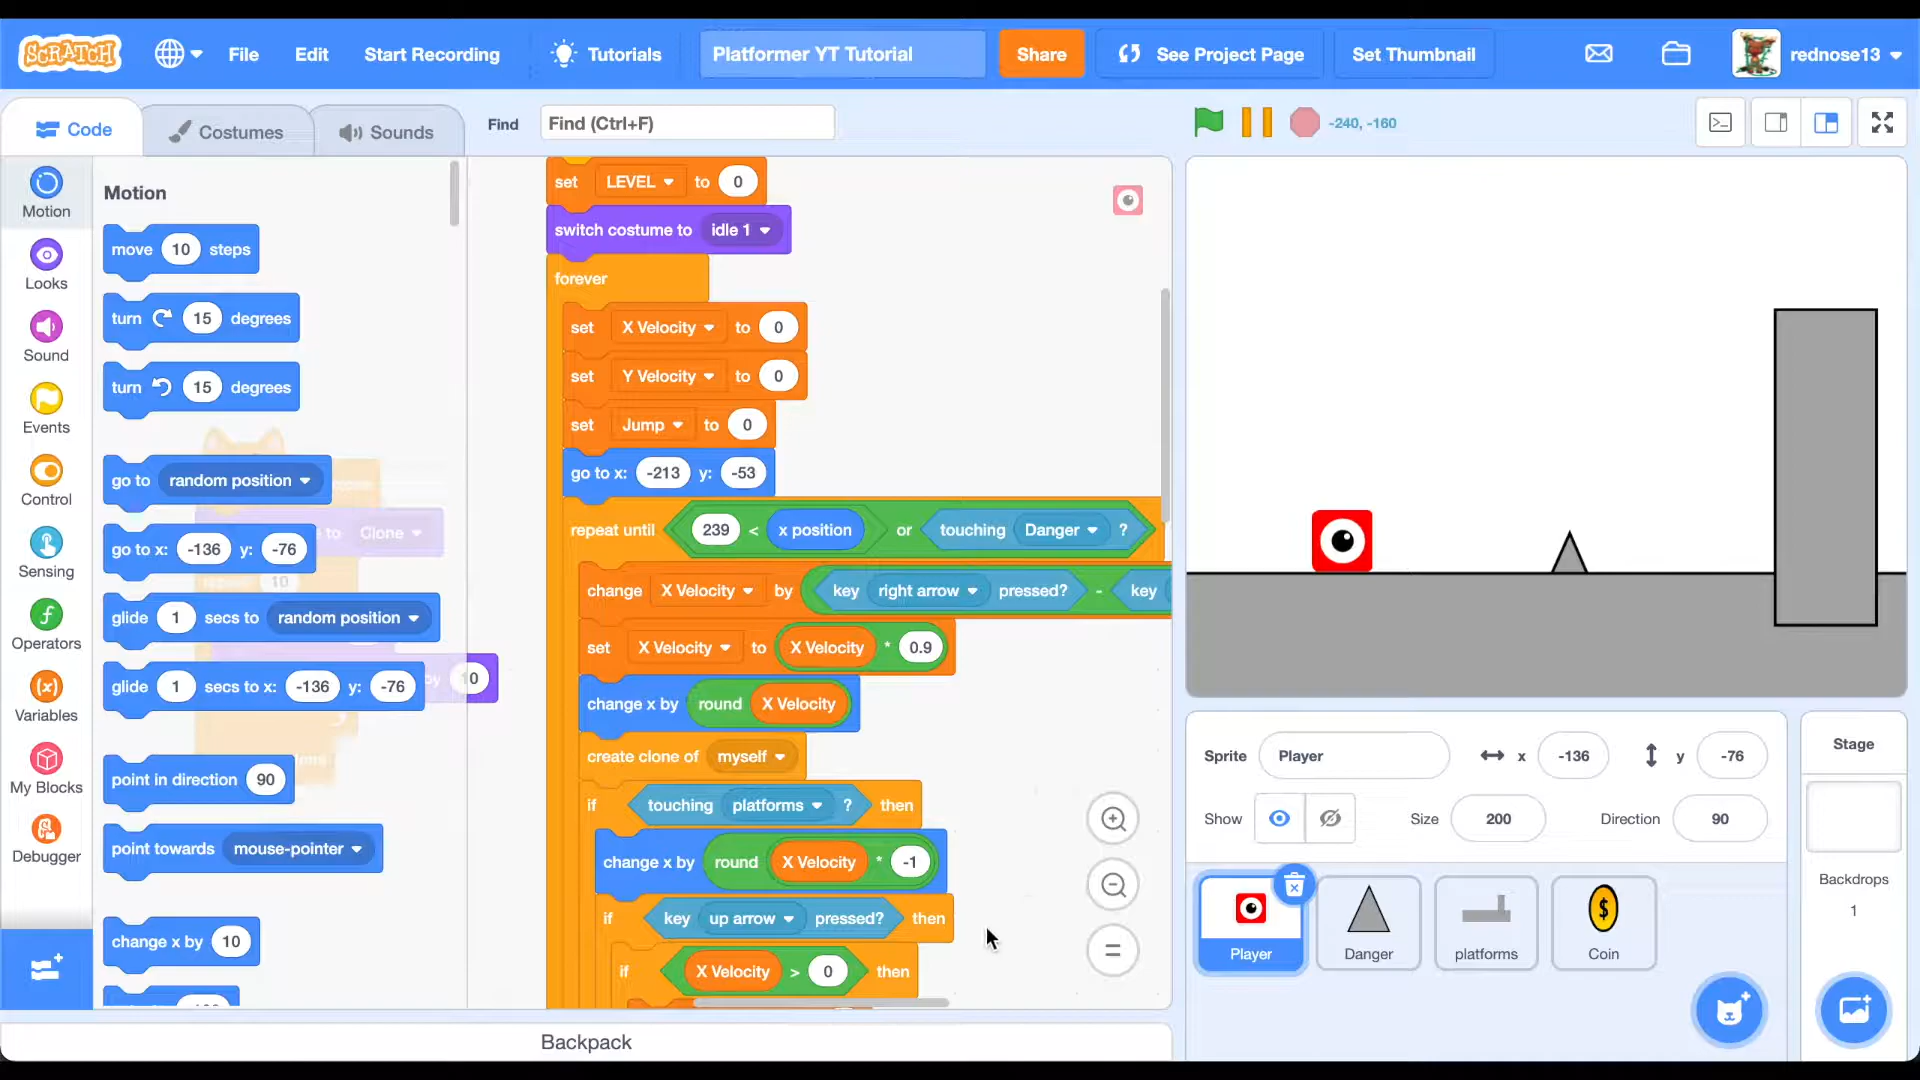 SCRATCH File Edit Start Recording Tutorials Platformer YT Tutorial Share See Project Page Set Thumbnail rednose13
Code Costumes Sounds Find Find (Ctrl+F) -240, -160
Motion
Looks
Sound
Events
Control
Sensing
Operators
Variables
My Blocks
Debugger
Motion
move 10 steps
turn 15 degrees
turn 15 degrees
go to random position
go to x: -136 y: -76
glide 1 secs to random position
glide 1 secs to x: -136 y: -76
point in direction 90
point towards mouse-pointer
change x by 10
to Clone
10
by 10
set LEVEL to 0
switch costume to idle 1
forever
set X Velocity to 0
set Y Velocity to 0
set Jump to 0
go to x: -213 y: -53
repeat until 239 < x position or touching Danger ?
change X Velocity by key right arrow pressed? - key
set X Velocity to X Velocity * 0.9
change x by round X Velocity
create clone of myself
if touching platforms ? then
change x by round X Velocity * -1
if key up arrow pressed? then
if X Velocity > 0 then
Backpack
Sprite Player x -136 y -76
Show Size 200 Direction 90
Player Danger platforms Coin
Stage
Backdrops
1